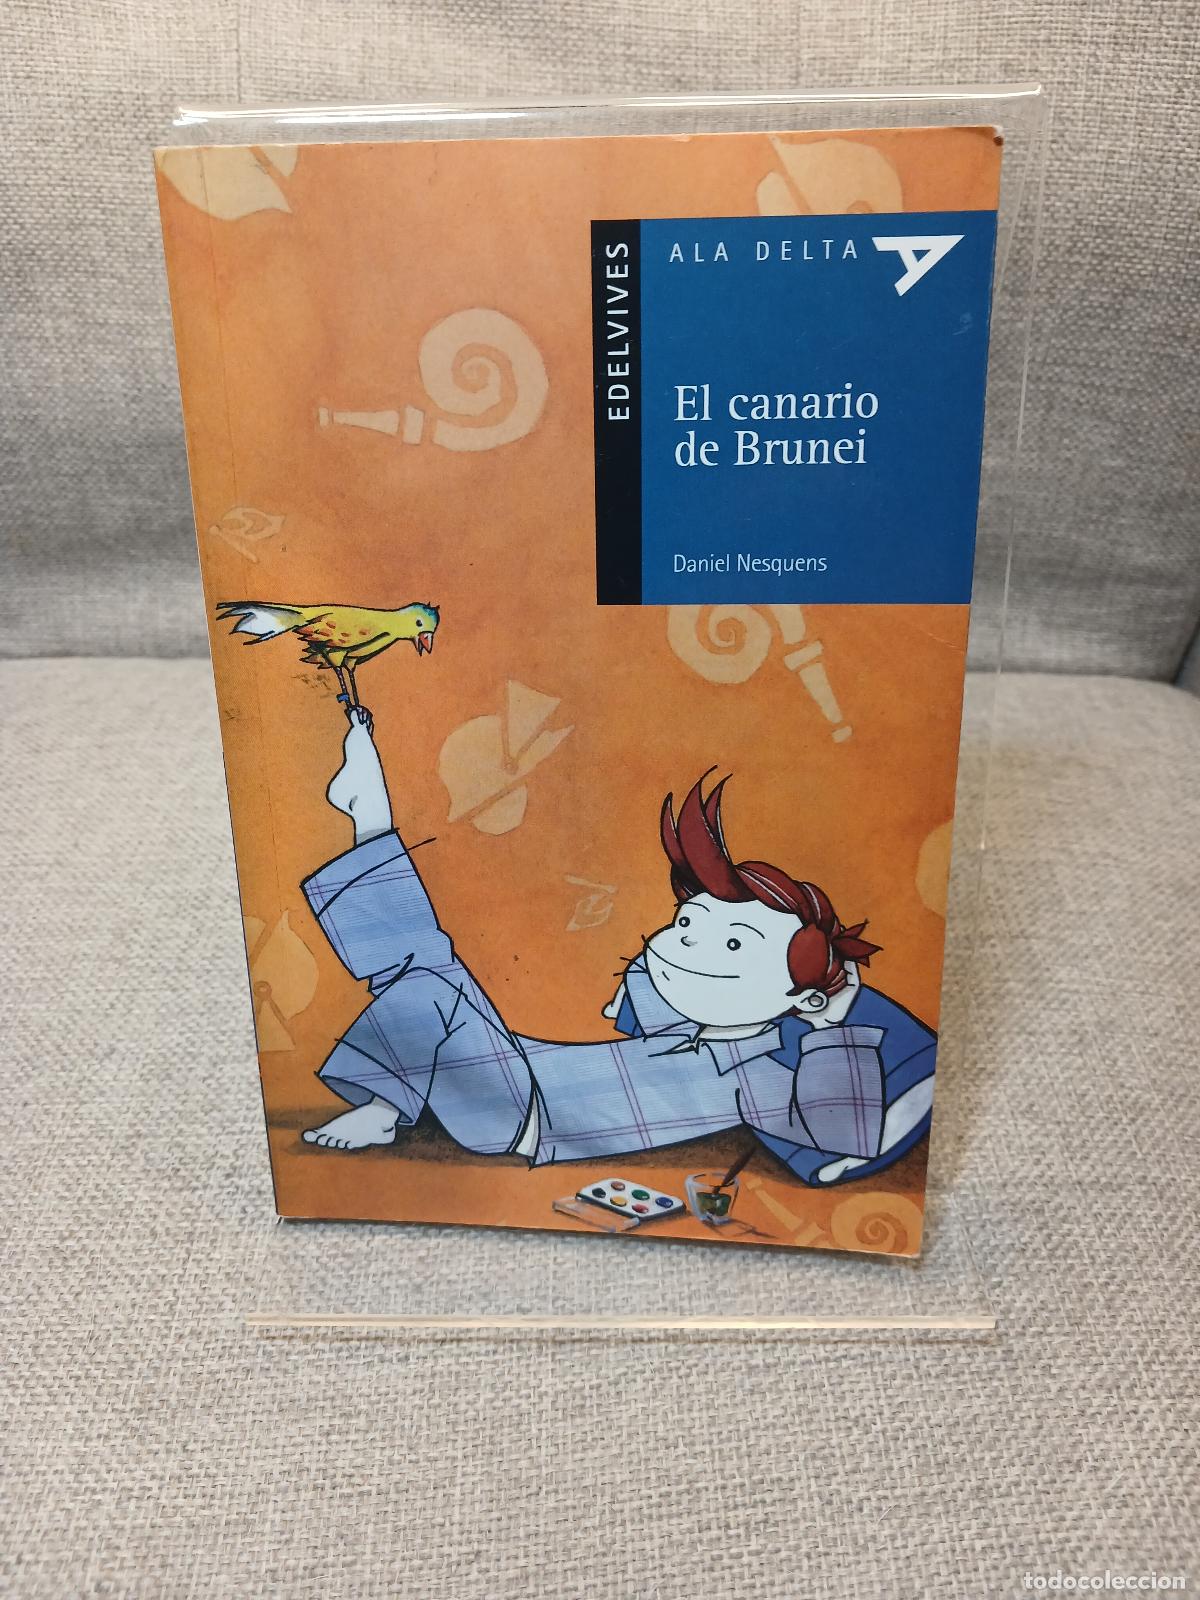 EDELVIVES
ALA DELTA
El canario
de Brunei
Daniel Nesquens
todocoleccion